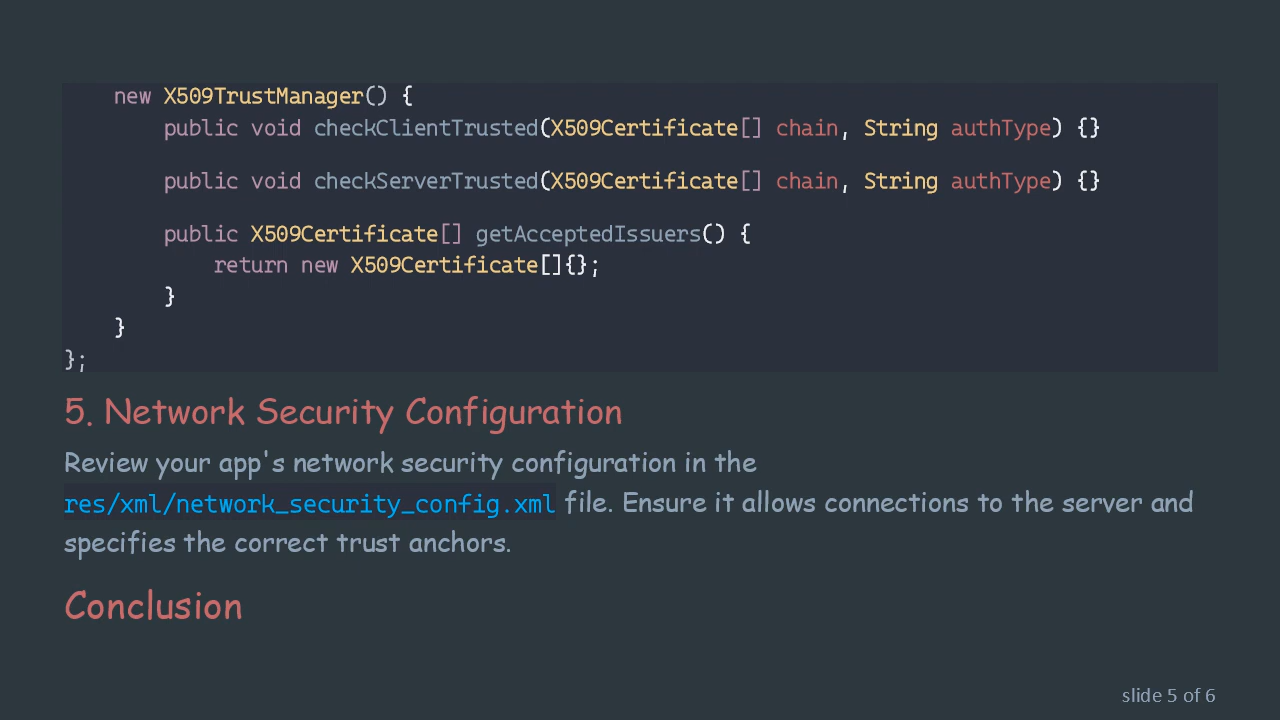 new X509TrustManager() {
public void checkClientTrusted(X509Certificate[] chain, String authType) {}
public void checkServerTrusted(X509Certificate[] chain, String authType) {}
public X509Certificate[] getAcceptedIssuers() {
return new X509Certificate[]{};
}
}
};
5. Network Security Configuration
Review your app's network security configuration in the
res/xml/network_security_config.xml file. Ensure it allows connections to the server and
specifies the correct trust anchors.
Conclusion
slide 5 of 6